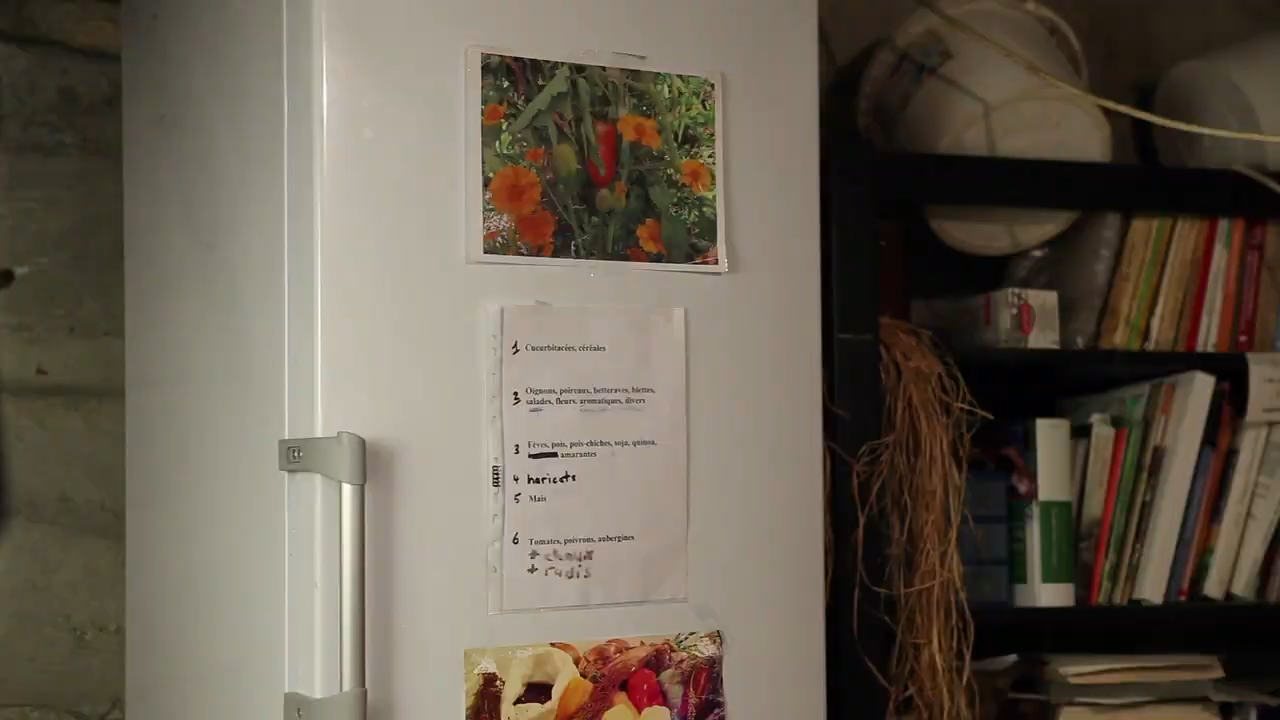 1 Cucurbitacées, céréales
2 Oignons, poireaux, betteraves, blettes,
salades, fleurs, aromatiques, divers
3 Fèves, pois, pois-chiches, soja, quinoa,
amarantes
4 haricots
5 Maïs
6 Tomates, poivrons, aubergines
+ choux
+ radis